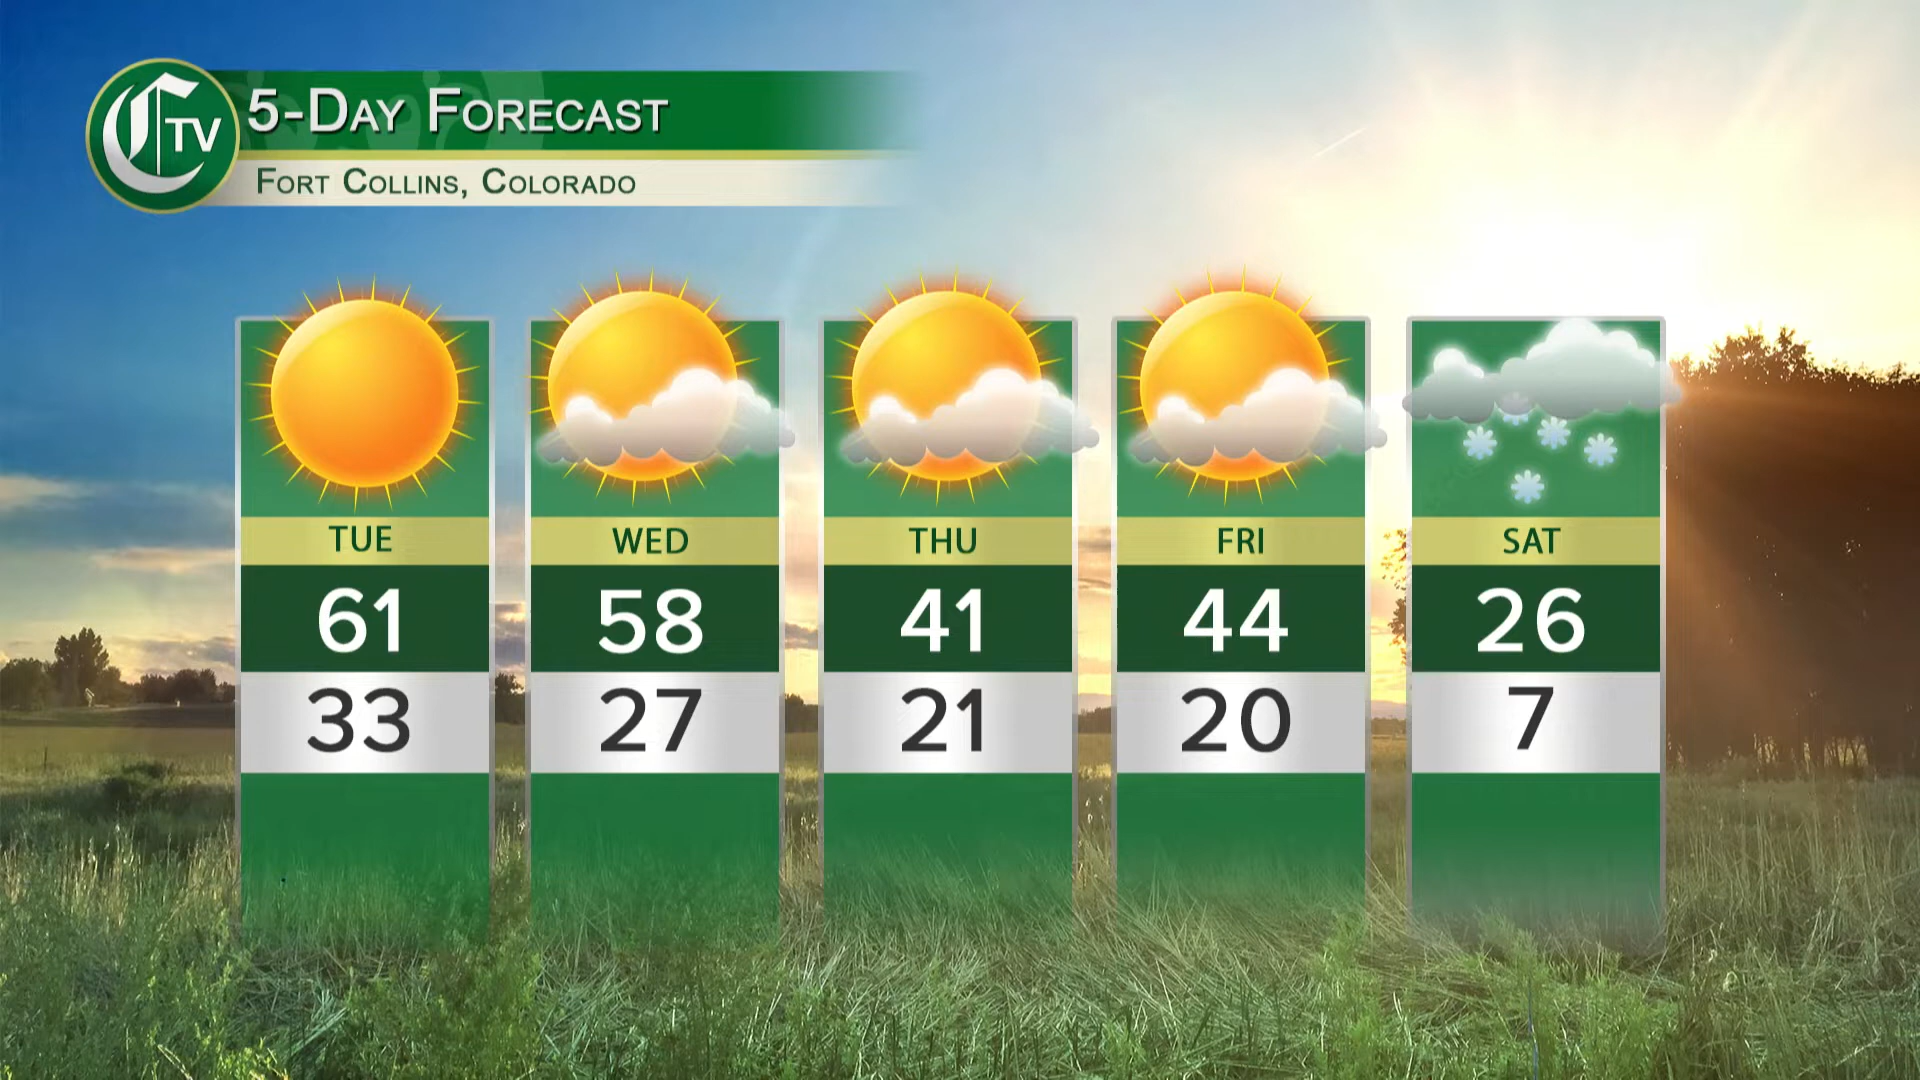 CTV
5-Day Forecast
Fort Collins, Colorado
TUE WED THU FRI SAT
61 58 41 44 26
33 27 21 20 7